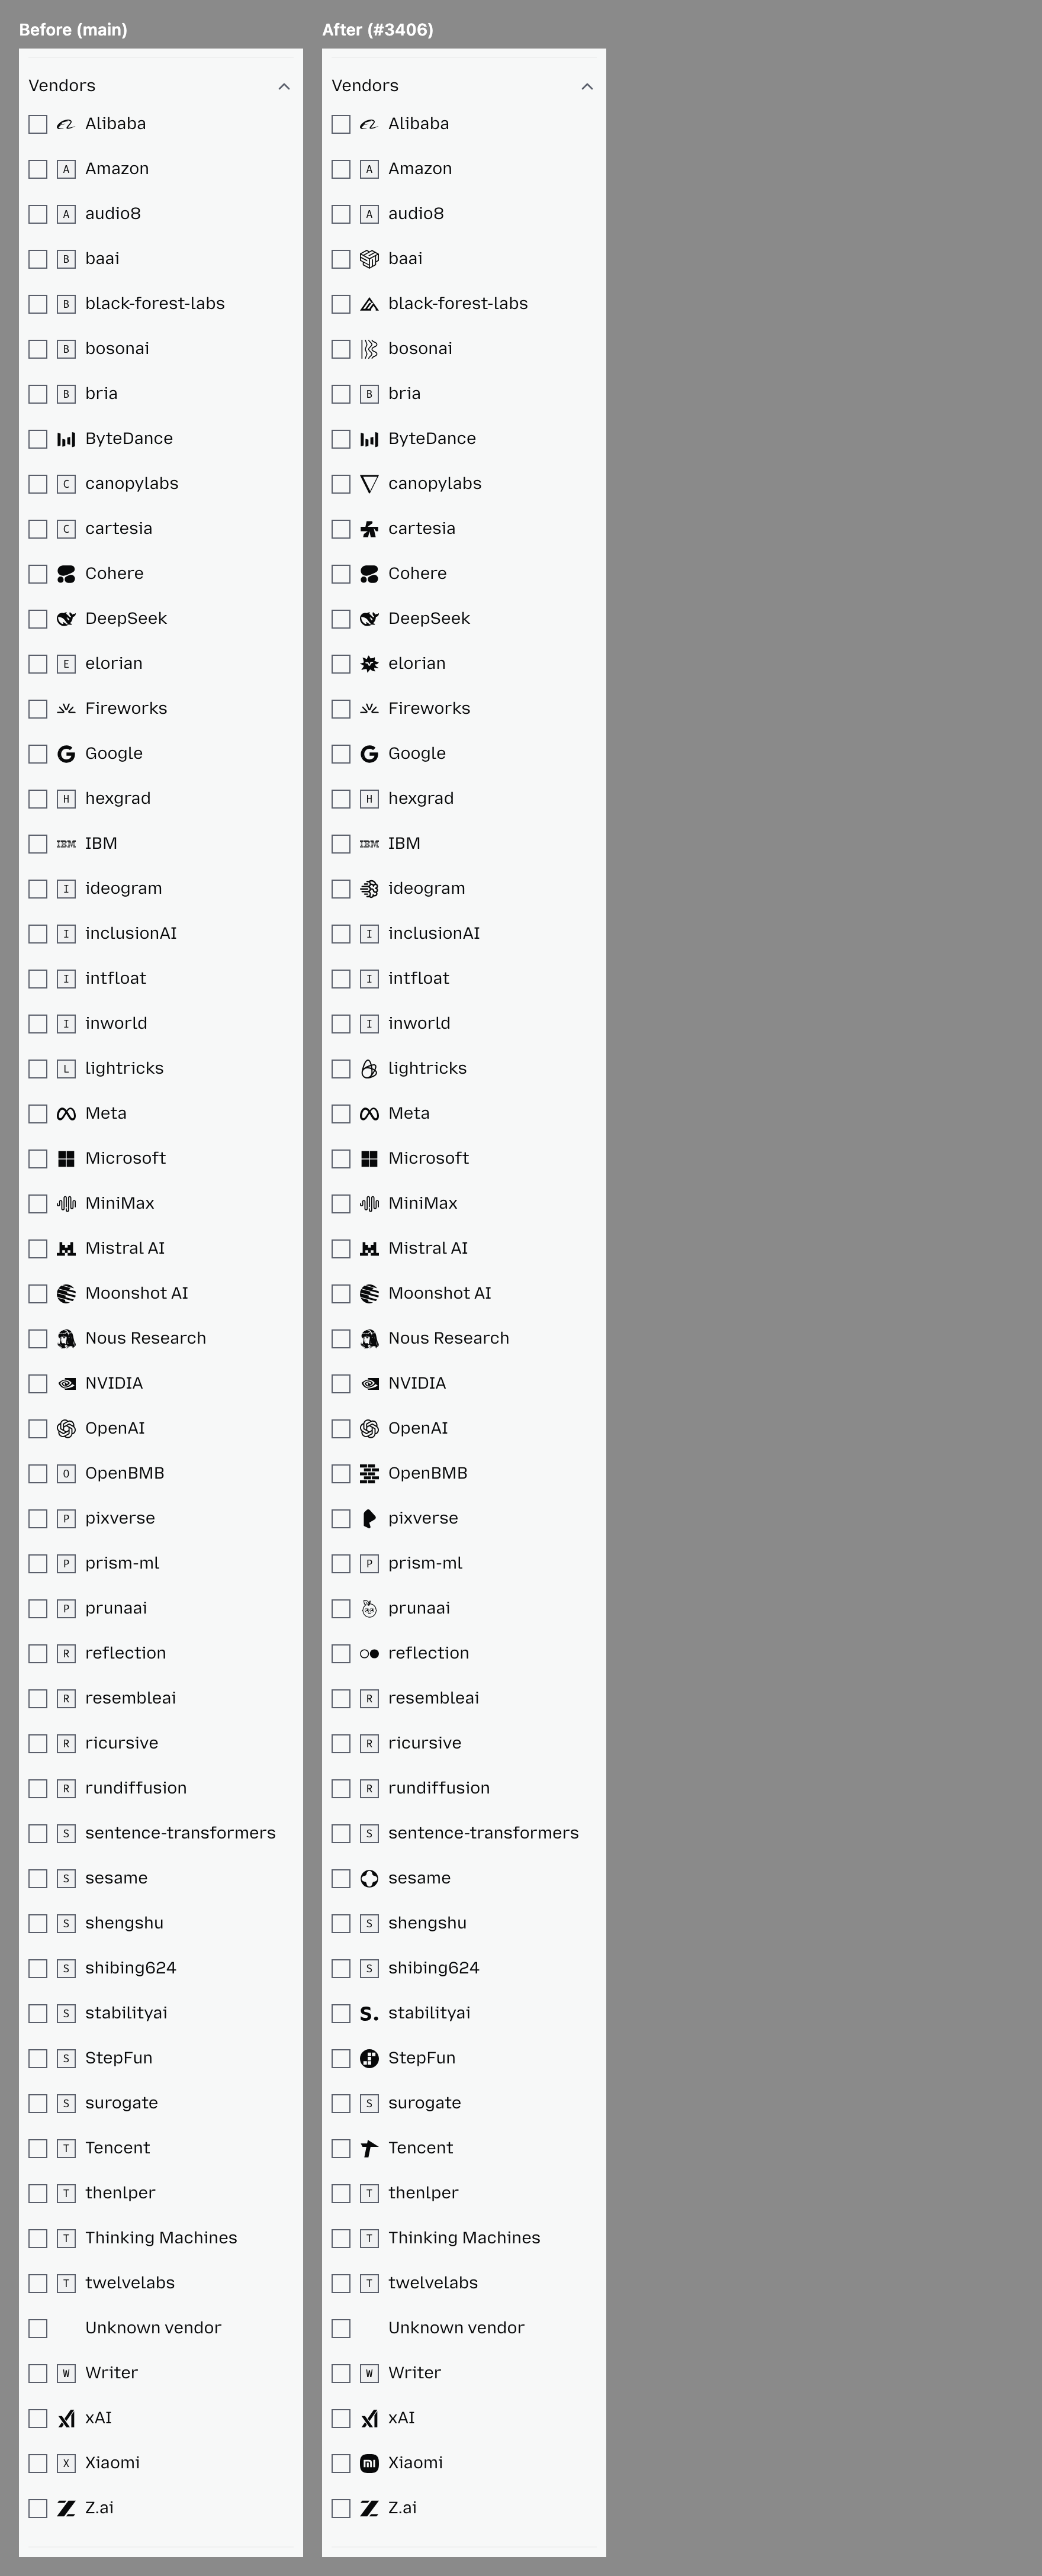 Before (main)
Vendors
Alibaba
A Amazon
A audio8
B baai
B black-forest-labs
B bosonai
B bria
ByteDance
C canopylabs
C cartesia
Cohere
DeepSeek
E elorian
Fireworks
Google
H hexgrad
IBM IBM
I ideogram
I inclusionAI
I intfloat
I inworld
L lightricks
Meta
Microsoft
MiniMax
Mistral AI
Moonshot AI
Nous Research
NVIDIA
OpenAI
O OpenBMB
P pixverse
P prism-ml
P prunaai
R reflection
R resembleai
R ricursive
R rundiffusion
S sentence-transformers
S sesame
S shengshu
S shibing624
S stabilityai
S StepFun
S surogate
T Tencent
T thenlper
T Thinking Machines
T twelvelabs
Unknown vendor
W Writer
xAI
X Xiaomi
Z.ai
After (#3406)
Vendors
Alibaba
A Amazon
A audio8
baai
black-forest-labs
bosonai
B bria
ByteDance
canopylabs
cartesia
Cohere
DeepSeek
elorian
Fireworks
Google
H hexgrad
IBM IBM
ideogram
I inclusionAI
I intfloat
I inworld
lightricks
Meta
Microsoft
MiniMax
Mistral AI
Moonshot AI
Nous Research
NVIDIA
OpenAI
OpenBMB
pixverse
P prism-ml
prunaai
reflection
R resembleai
R ricursive
R rundiffusion
S sentence-transformers
sesame
S shengshu
S shibing624
S. stabilityai
StepFun
S surogate
Tencent
T thenlper
T Thinking Machines
T twelvelabs
Unknown vendor
W Writer
xAI
Xiaomi
Z.ai